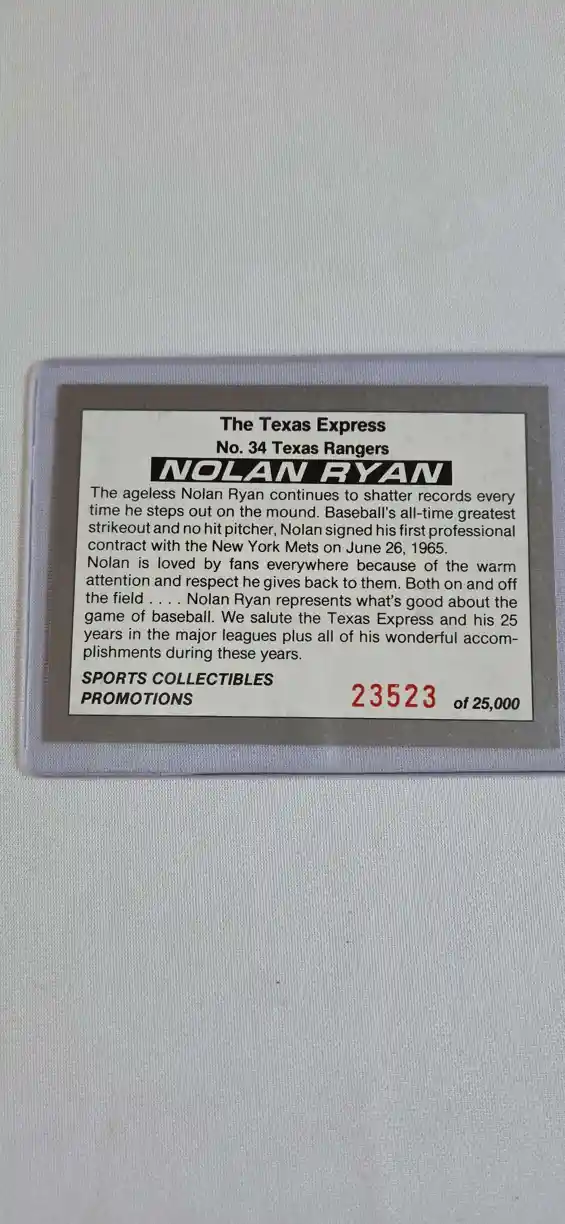 The Texas Express
No. 34 Texas Rangers
NOLAN RYAN
The ageless Nolan Ryan continues to shatter records every
time he steps out on the mound. Baseball's all-time greatest
strikeout and no hit pitcher, Nolan signed his first professional
contract with the New York Mets on June 26, 1965.
Nolan is loved by fans everywhere because of the warm
attention and respect he gives back to them. Both on and off
the field . . . . Nolan Ryan represents what's good about the
game of baseball. We salute the Texas Express and his 25
years in the major leagues plus all of his wonderful accom-
plishments during these years.
SPORTS COLLECTIBLES
PROMOTIONS
23523 of 25,000